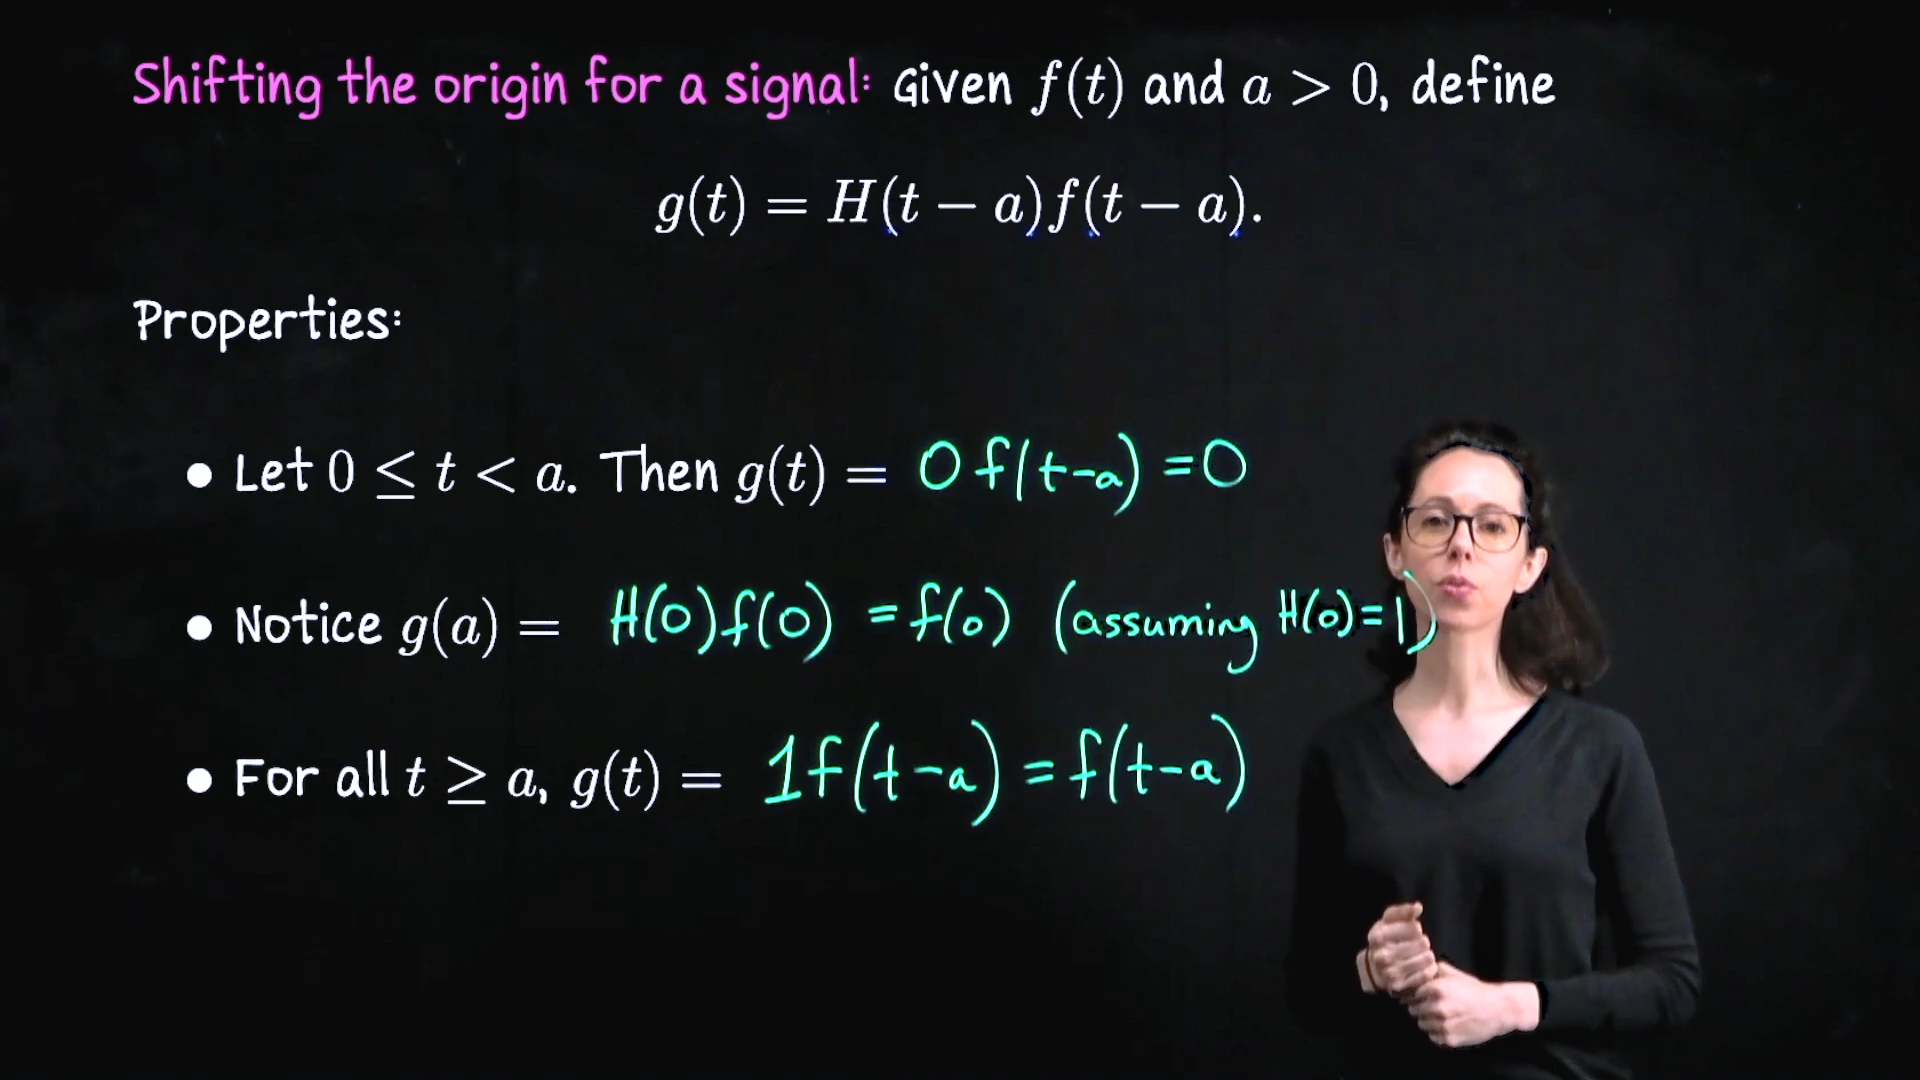 Shifting the origin for a signal: Given f(t) and a > 0, define
g(t) = H(t − a)f(t − a).
Properties:
● Let 0 ≤ t < a. Then g(t) = 0 f(t-a) = 0
● Notice g(a) = H(0)f(0) = f(0) (assuming H(0)=1)
● For all t ≥ a, g(t) = 1f(t-a) = f(t-a)